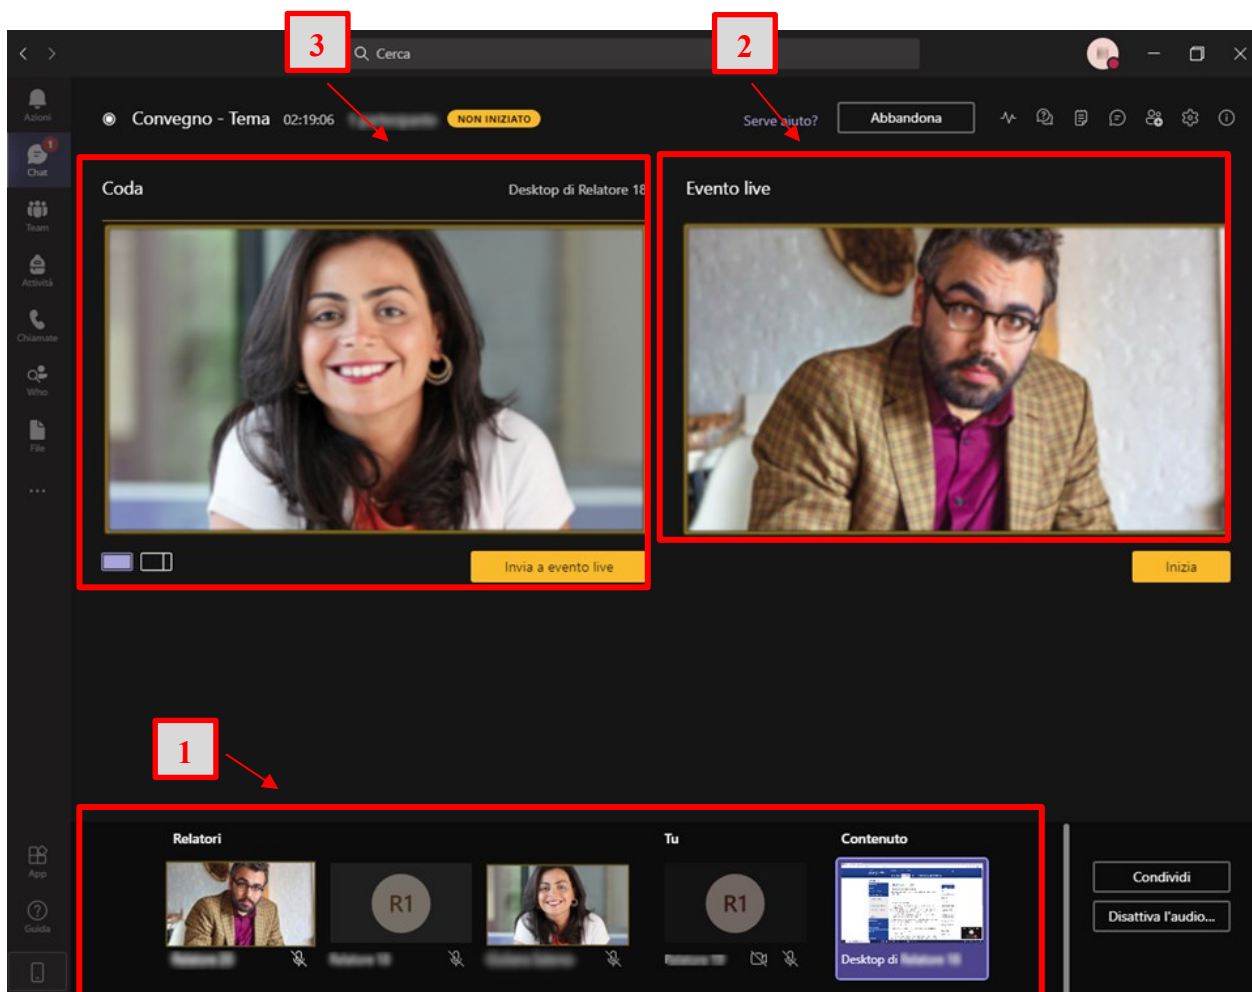 3
2
Cerca
Azioni
Convegno - Tema 02:19:06 NON INIZIATO
Serve aiuto?
Abbandona
1
Chat
Coda
Desktop di Relatore 18
Evento live
Team
Attività
Chiamate
Who
File
Invia a evento live
Inizia
1
Relatori
Tu
Contenuto
App
R1
R1
Condividi
Guida
Disattiva l'audio...
Desktop di